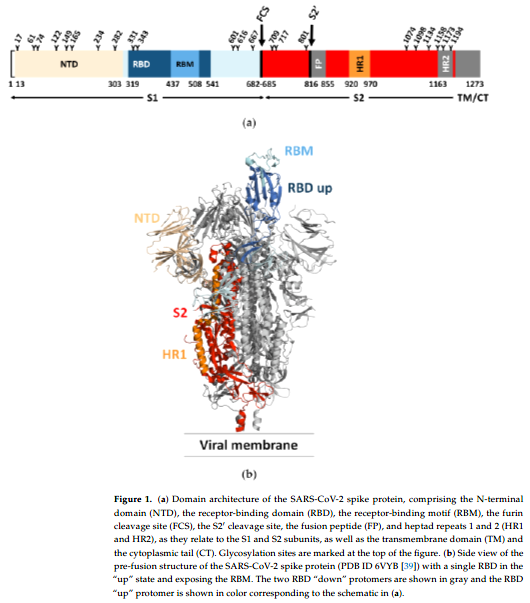 FCS S2'
17 61 74 122 149 165 234 282 331 343 601 616 657 709 717 801 1074 1098 1134 1158 1173 1194
NTD RBD RBM FP HR1 HR2
1 13 303 319 437 508 541 682-685 816 855 920 970 1163 1273
S1 S2 TM/CT
(a)
RBM
RBD up
NTD
S2
HR1
Viral membrane
(b)
Figure 1. (a) Domain architecture of the SARS-CoV-2 spike protein, comprising the N-terminal
domain (NTD), the receptor-binding domain (RBD), the receptor-binding motif (RBM), the furin
cleavage site (FCS), the S2′ cleavage site, the fusion peptide (FP), and heptad repeats 1 and 2 (HR1
and HR2), as they relate to the S1 and S2 subunits, as well as the transmembrane domain (TM) and
the cytoplasmic tail (CT). Glycosylation sites are marked at the top of the figure. (b) Side view of the
pre-fusion structure of the SARS-CoV-2 spike protein (PDB ID 6VYB [39]) with a single RBD in the
"up" state and exposing the RBM. The two RBD "down" protomers are shown in gray and the RBD
"up" protomer is shown in color corresponding to the schematic in (a).